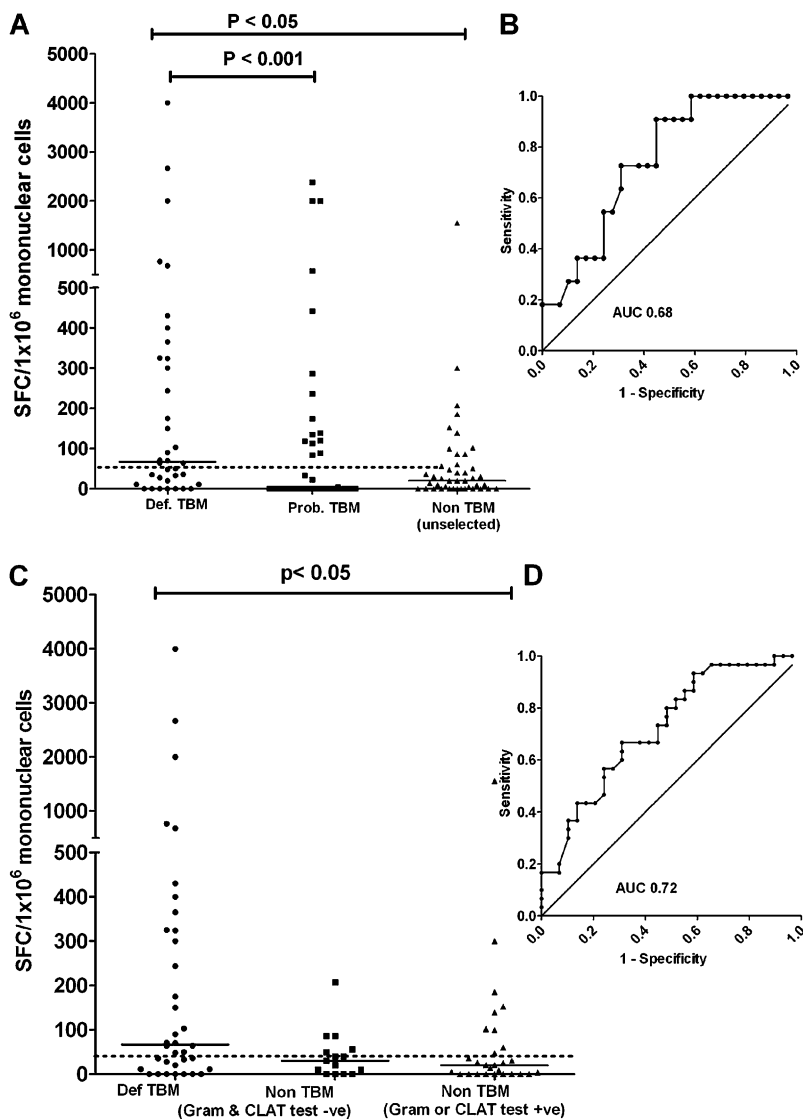 A
P < 0.05
P < 0.001
5000
4000
3000
2000
1000
500
400
300
200
100
0
SFC/1x10⁶ mononuclear cells
Def. TBM
Prob. TBM
Non TBM
(unselected)
B
1.0
0.8
0.6
0.4
0.2
0.0
Sensitivity
AUC 0.68
0.0
0.2
0.4
0.6
0.8
1.0
1 - Specificity
C
p< 0.05
5000
4000
3000
2000
1000
500
400
300
200
100
0
SFC/1x10⁶ mononuclear cells
Def TBM
Non TBM
(Gram & CLAT test -ve)
Non TBM
(Gram or CLAT test +ve)
D
1.0
0.8
0.6
0.4
0.2
0.0
Sensitivity
AUC 0.72
0.0
0.2
0.4
0.6
0.8
1.0
1 - Specificity